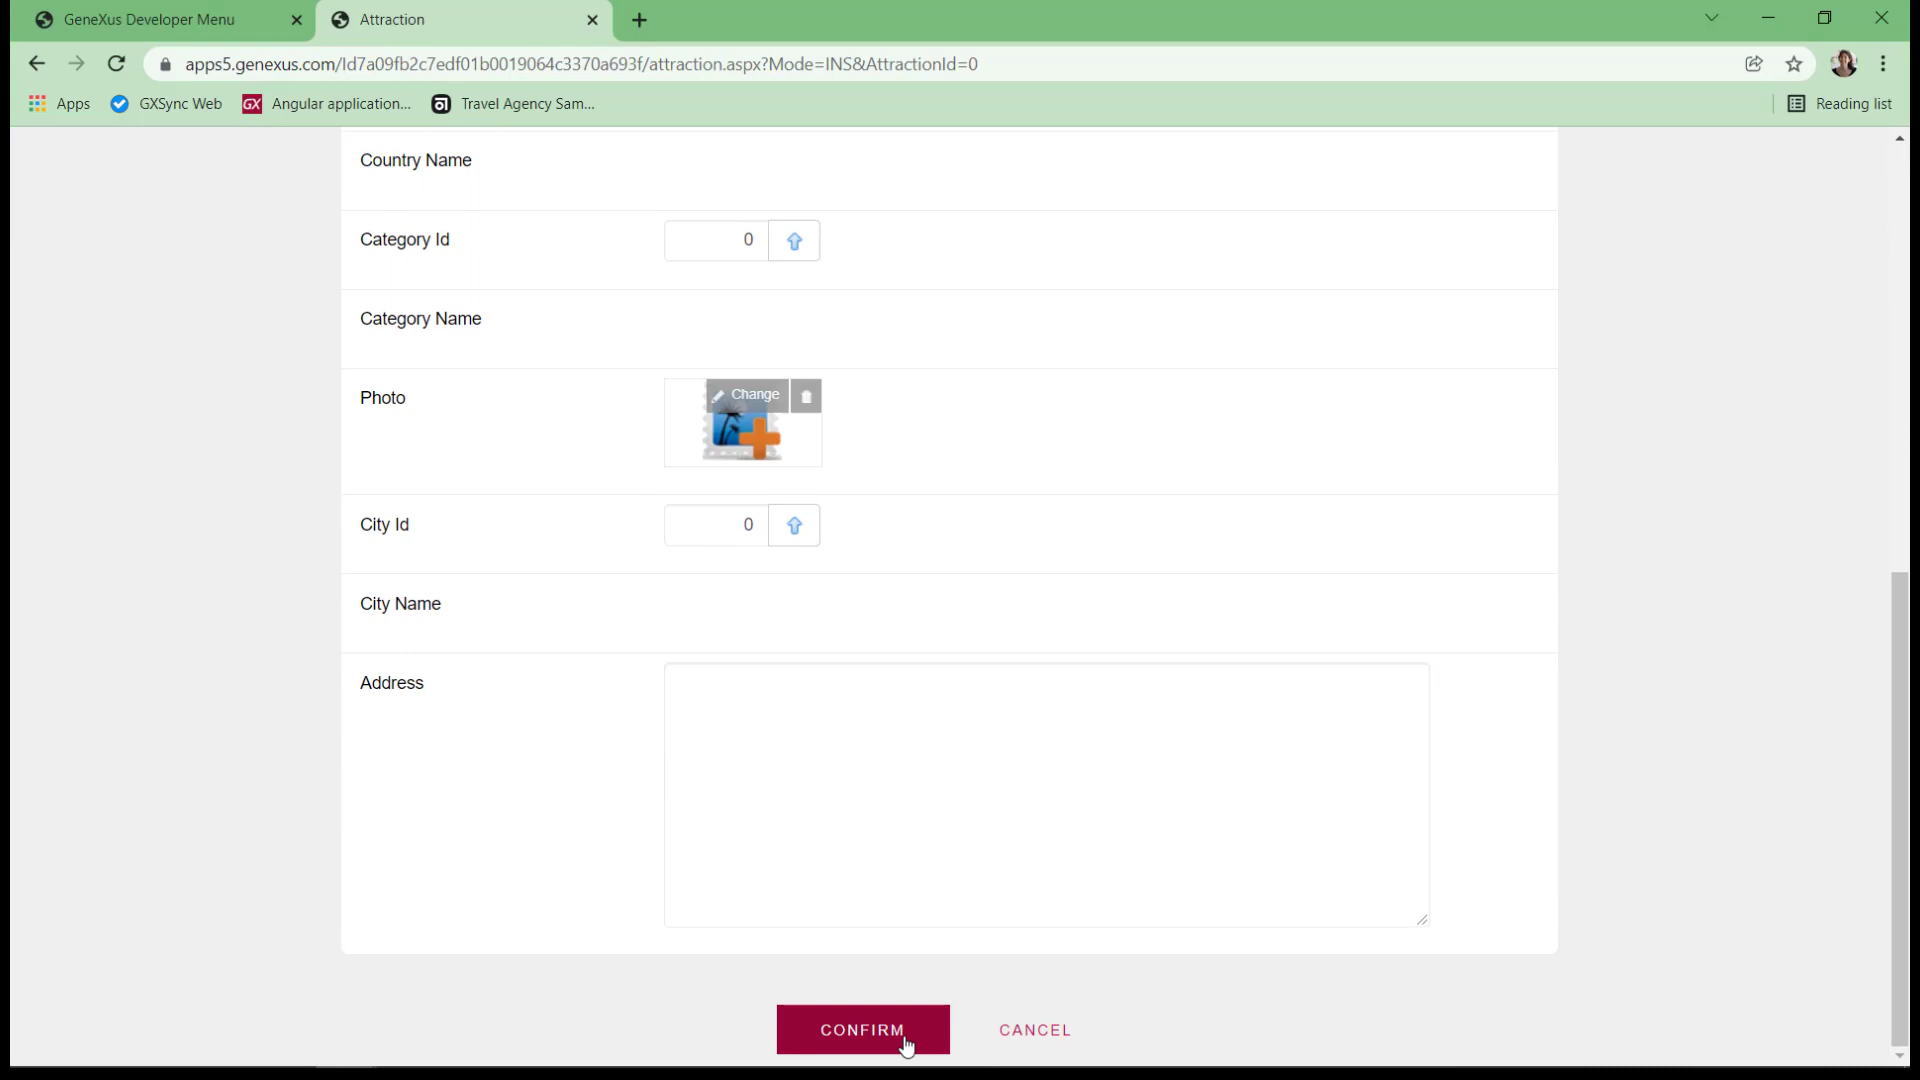 GeneXus Developer Menu
Attraction
apps5.genexus.com/Id7a09fb2c7edf01b0019064c3370a693f/attraction.aspx?Mode=INS&AttractionId=0
Apps
GXSync Web
GX
Angular application...
Travel Agency Sam...
Reading list
Country Name
Category Id
0
Category Name
Photo
Change
City Id
0
City Name
Address
CONFIRM
CANCEL